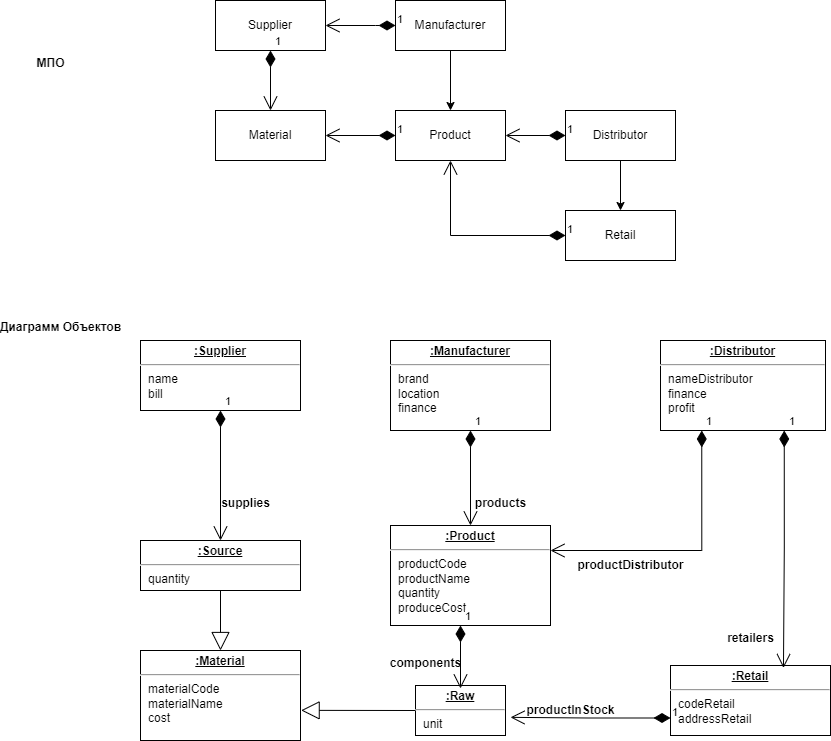 Supplier
1
1
Manufacturer
МПО
Material
1
Product
1
Distributor
1
Retail
Диаграмм Объектов
:Supplier
name
bill
1
:Manufacturer
brand
location
finance
1
:Distributor
nameDistributor
finance
profit
1
1
supplies
products
:Source
quantity
:Product
productCode
productName
quantity
produceCost
1
productDistributor
retailers
components
:Material
materialCode
materialName
cost
:Raw
unit
productInStock
:Retail
1
codeRetail
addressRetail